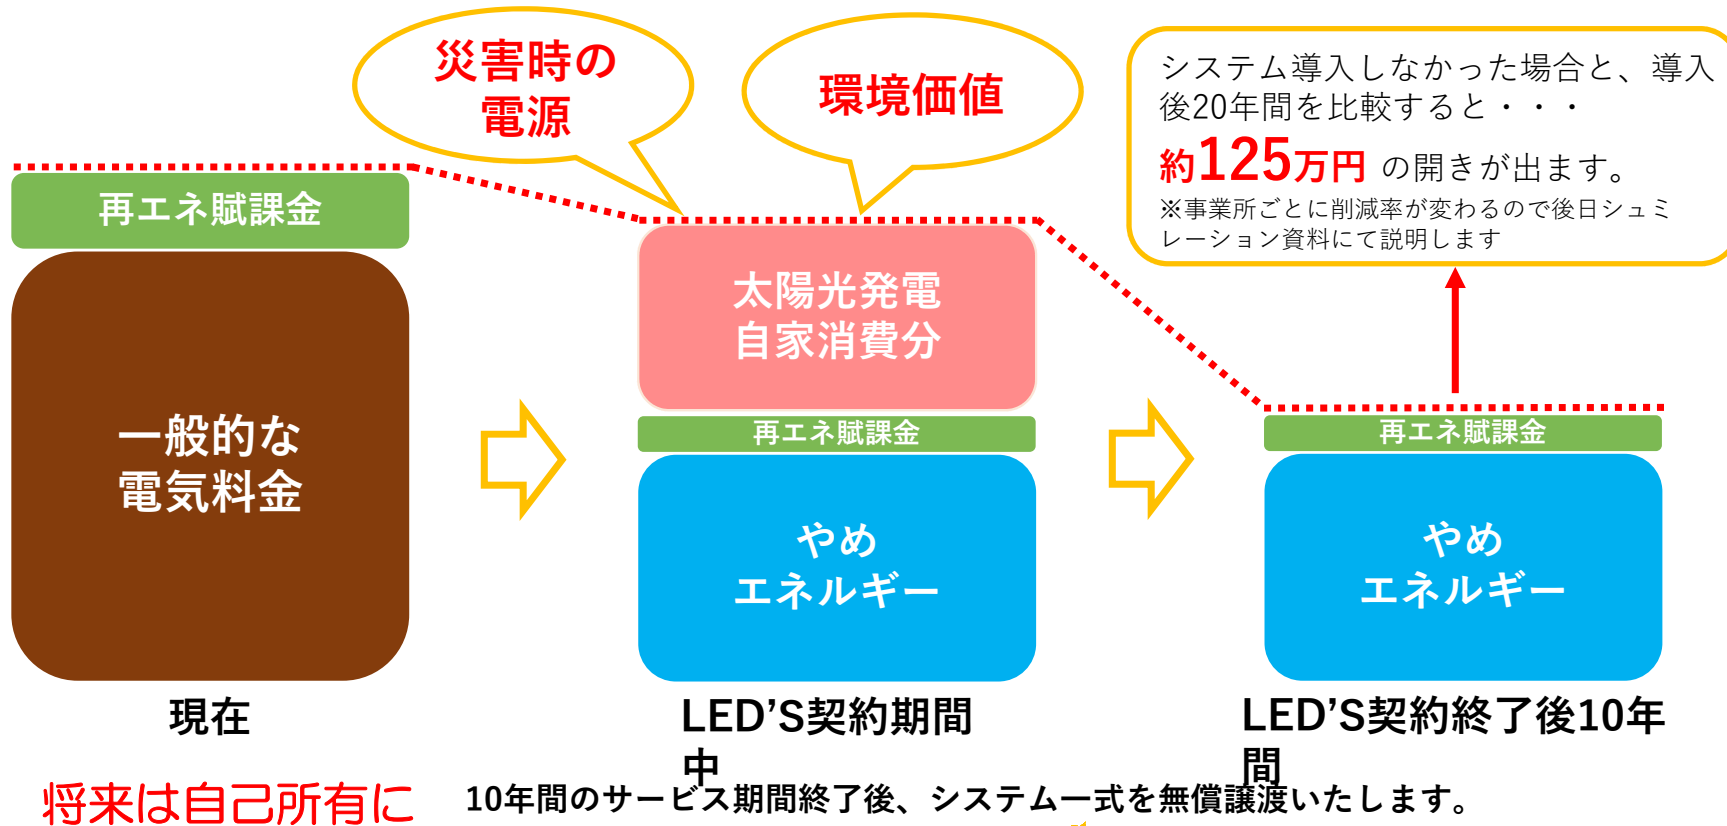 災害時の
電源
環境価値
システム導入しなかった場合と、導入
後20年間を比較すると・・・
約125万円 の開きが出ます。
※事業所ごとに削減率が変わるので後日シュミ
レーション資料にて説明します
再エネ賦課金
一般的な
電気料金
太陽光発電
自家消費分
再エネ賦課金
やめ
エネルギー
再エネ賦課金
やめ
エネルギー
現在
LED’S契約期間
中
LED’S契約終了後10年
間
将来は自己所有に
10年間のサービス期間終了後、システム一式を無償譲渡いたします。